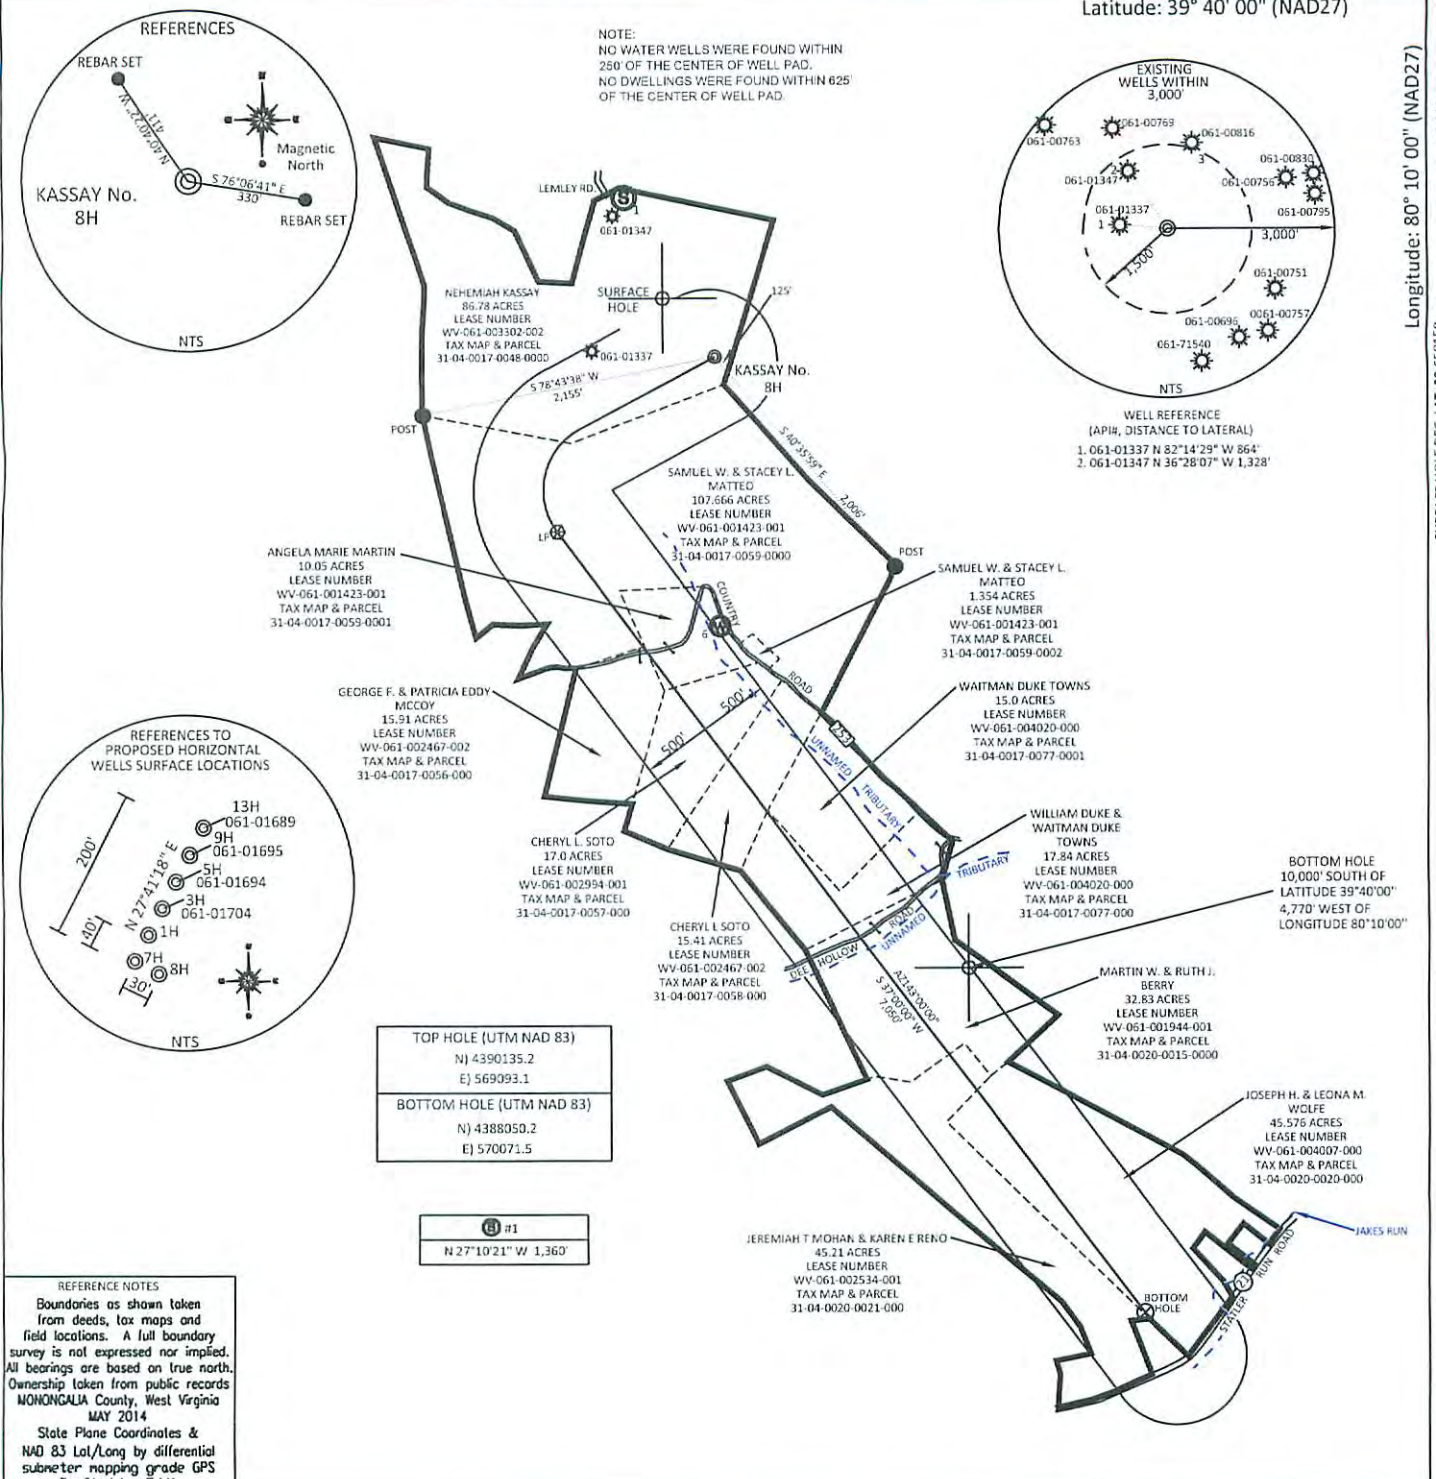 Latitude: 39° 40' 00" (NAD27)
Longitude: 80° 10' 00" (NAD27)
REFERENCES
REBAR SET
N 40°40'22" W
411'
Magnetic
North
S 76°06'41" E
330'
REBAR SET
KASSAY No.
8H
NTS
NOTE:
NO WATER WELLS WERE FOUND WITHIN
250' OF THE CENTER OF WELL PAD.
NO DWELLINGS WERE FOUND WITHIN 625'
OF THE CENTER OF WELL PAD.
EXISTING
WELLS WITHIN
3,000'
061-00763
061-00769
061-00816
3
2
061-01347
061-00830
061-00756
061-00795
061-01337
1
3,000'
1,500'
061-00751
0061-00757
061-00696
061-71540
NTS
WELL REFERENCE
(API#, DISTANCE TO LATERAL)
1. 061-01337 N 82°14'29" W 864'
2. 061-01347 N 36°28'07" W 1,328'
LEMLEY RD.
S
1
061-01347
SURFACE
HOLE
125'
NEHEMIAH KASSAY
86.78 ACRES
LEASE NUMBER
WV-061-003302-002
TAX MAP & PARCEL
31-04-0017-0048-0000
061-01337
S 78°43'38" W
2,155'
KASSAY No.
8H
POST
S 40°35'59" E
2,006'
POST
SAMUEL W. & STACEY L.
MATTEO
107.666 ACRES
LEASE NUMBER
WV-061-001423-001
TAX MAP & PARCEL
31-04-0017-0059-0000
LP
ANGELA MARIE MARTIN
10.05 ACRES
LEASE NUMBER
WV-061-001423-001
TAX MAP & PARCEL
31-04-0017-0059-0001
COUNTRY
6
ROAD
253
SAMUEL W. & STACEY L.
MATTEO
1.354 ACRES
LEASE NUMBER
WV-061-001423-001
TAX MAP & PARCEL
31-04-0017-0059-0002
GEORGE F. & PATRICIA EDDY
MCCOY
15.91 ACRES
LEASE NUMBER
WV-061-002467-002
TAX MAP & PARCEL
31-04-0017-0056-000
500'
500'
WAITMAN DUKE TOWNS
15.0 ACRES
LEASE NUMBER
WV-061-004020-000
TAX MAP & PARCEL
31-04-0017-0077-0001
UNNAMED
TRIBUTARY
REFERENCES TO
PROPOSED HORIZONTAL
WELLS SURFACE LOCATIONS
13H
061-01689
9H
061-01695
5H
061-01694
3H
061-01704
1H
7H
8H
200'
N 27°41'18" E
40'
30'
NTS
CHERYL L. SOTO
17.0 ACRES
LEASE NUMBER
WV-061-002994-001
TAX MAP & PARCEL
31-04-0017-0057-000
WILLIAM DUKE &
WAITMAN DUKE
TOWNS
17.84 ACRES
LEASE NUMBER
WV-061-004020-000
TAX MAP & PARCEL
31-04-0017-0077-000
TRIBUTARY
UNNAMED
DEE HOLLOW ROAD
BOTTOM HOLE
10,000' SOUTH OF
LATITUDE 39°40'00"
4,770' WEST OF
LONGITUDE 80°10'00"
CHERYL L SOTO
15.41 ACRES
LEASE NUMBER
WV-061-002467-002
TAX MAP & PARCEL
31-04-0017-0058-000
AZ143°00'00"
S 37°00'00" W
7,050'
MARTIN W. & RUTH J.
BERRY
32.83 ACRES
LEASE NUMBER
WV-061-001944-001
TAX MAP & PARCEL
31-04-0020-0015-0000
TOP HOLE (UTM NAD 83)
N) 4390135.2
E) 569093.1
BOTTOM HOLE (UTM NAD 83)
N) 4388050.2
E) 570071.5
JOSEPH H. & LEONA M.
WOLFE
45.576 ACRES
LEASE NUMBER
WV-061-004007-000
TAX MAP & PARCEL
31-04-0020-0020-000
#1
N 27°10'21" W 1,360'
JEREMIAH T MOHAN & KAREN E RENO
45.21 ACRES
LEASE NUMBER
WV-061-002534-001
TAX MAP & PARCEL
31-04-0020-0021-000
JAKES RUN
STATLER RUN ROAD
21
BOTTOM
HOLE
REFERENCE NOTES
Boundaries as shown taken
from deeds, tax maps and
field locations. A full boundary
survey is not expressed nor implied.
All bearings are based on true north.
Ownership taken from public records
MONONGALIA County, West Virginia
MAY 2014
State Plane Coordinates &
NAD 83 Lat/Long by differential
submeter mapping grade GPS